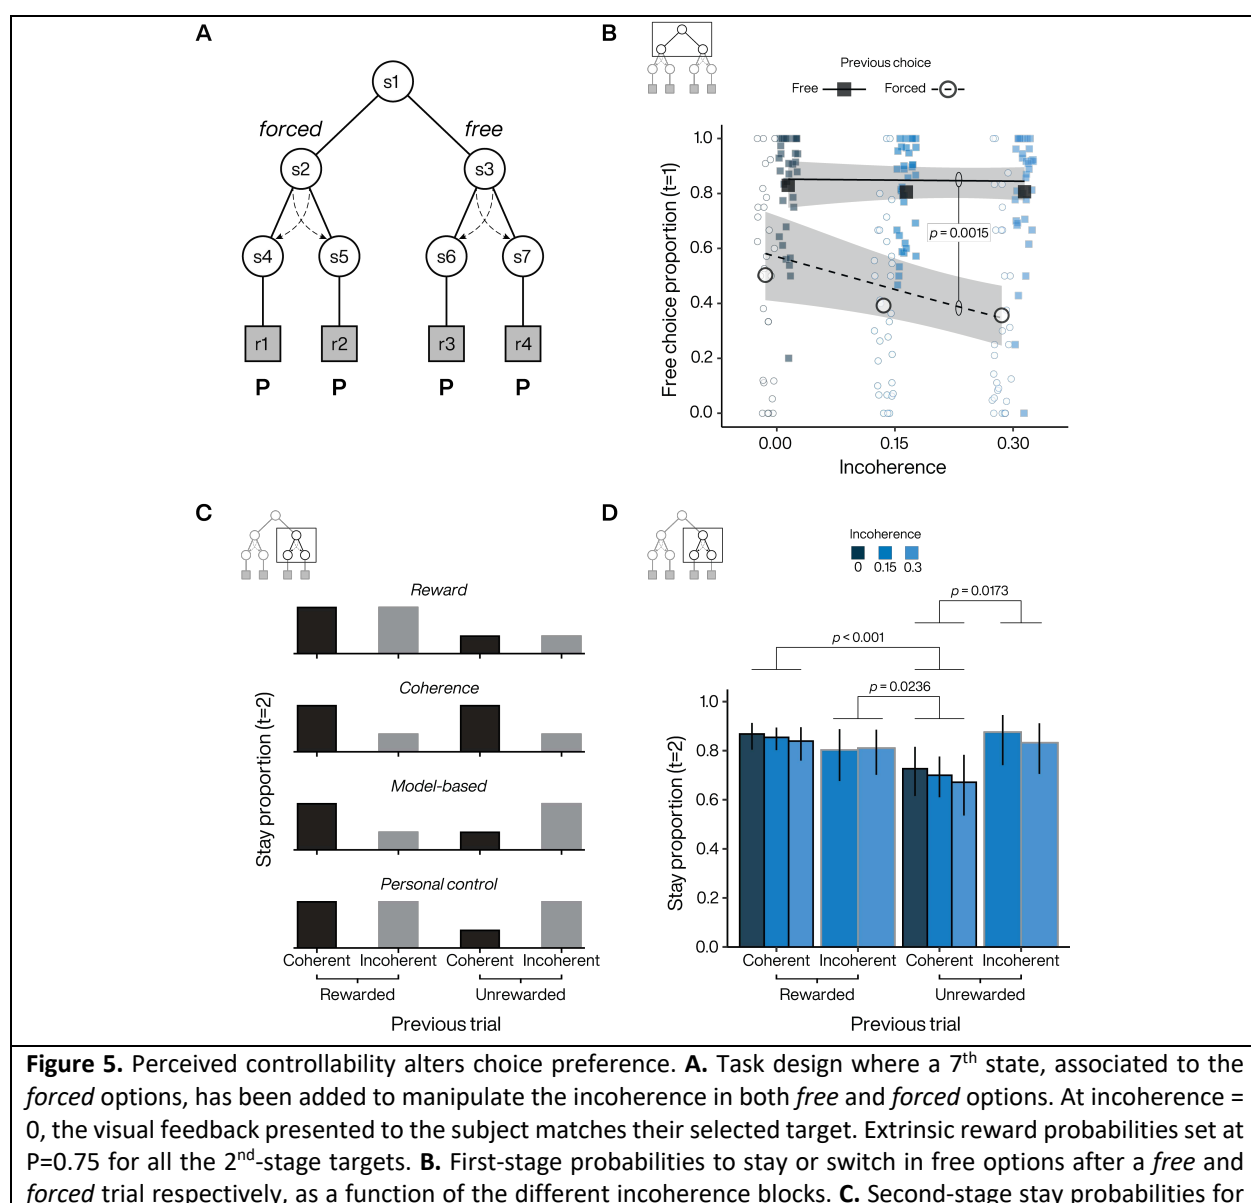 A
s1
forced
free
s2
s3
s4
s5
s6
s7
r1
r2
r3
r4
P
P
P
P
B
Previous choice
Free
Forced
Free choice proportion (t=1)
1.0
0.8
0.6
0.4
0.2
0.0
p = 0.0015
0.00
0.15
0.30
Incoherence
C
Reward
Coherence
Model-based
Personal control
Stay proportion (t=2)
Coherent Incoherent Coherent Incoherent
Rewarded
Unrewarded
Previous trial
D
Incoherence
0 0.15 0.3
p = 0.0173
p < 0.001
p = 0.0236
Stay proportion (t=2)
1.0
0.8
0.6
0.4
0.2
0.0
Coherent Incoherent Coherent Incoherent
Rewarded
Unrewarded
Previous trial
Figure 5. Perceived controllability alters choice preference. A. Task design where a 7th state, associated to the
forced options, has been added to manipulate the incoherence in both free and forced options. At incoherence =
0, the visual feedback presented to the subject matches their selected target. Extrinsic reward probabilities set at
P=0.75 for all the 2nd-stage targets. B. First-stage probabilities to stay or switch in free options after a free and
forced trial respectively, as a function of the different incoherence blocks. C. Second-stage stay probabilities for